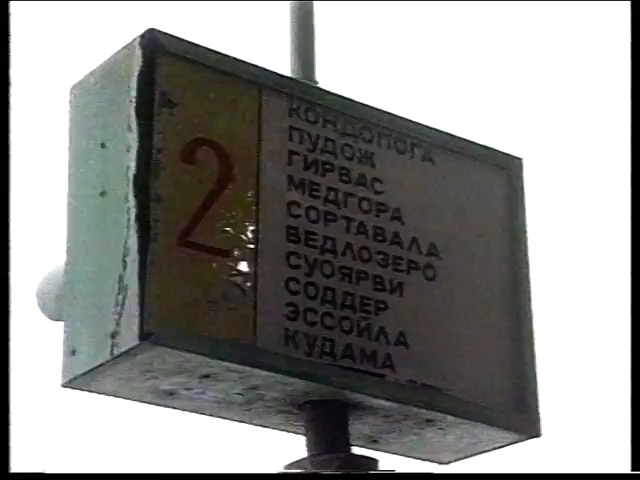 2
КОНДОПОГА
ПУДОЖ
ГИРВАС
МЕДГОРА
СОРТАВАЛА
ВЕДЛОЗЕРО
СУОЯРВИ
СОДДЕР
ЭССОЙЛА
КУДАМА